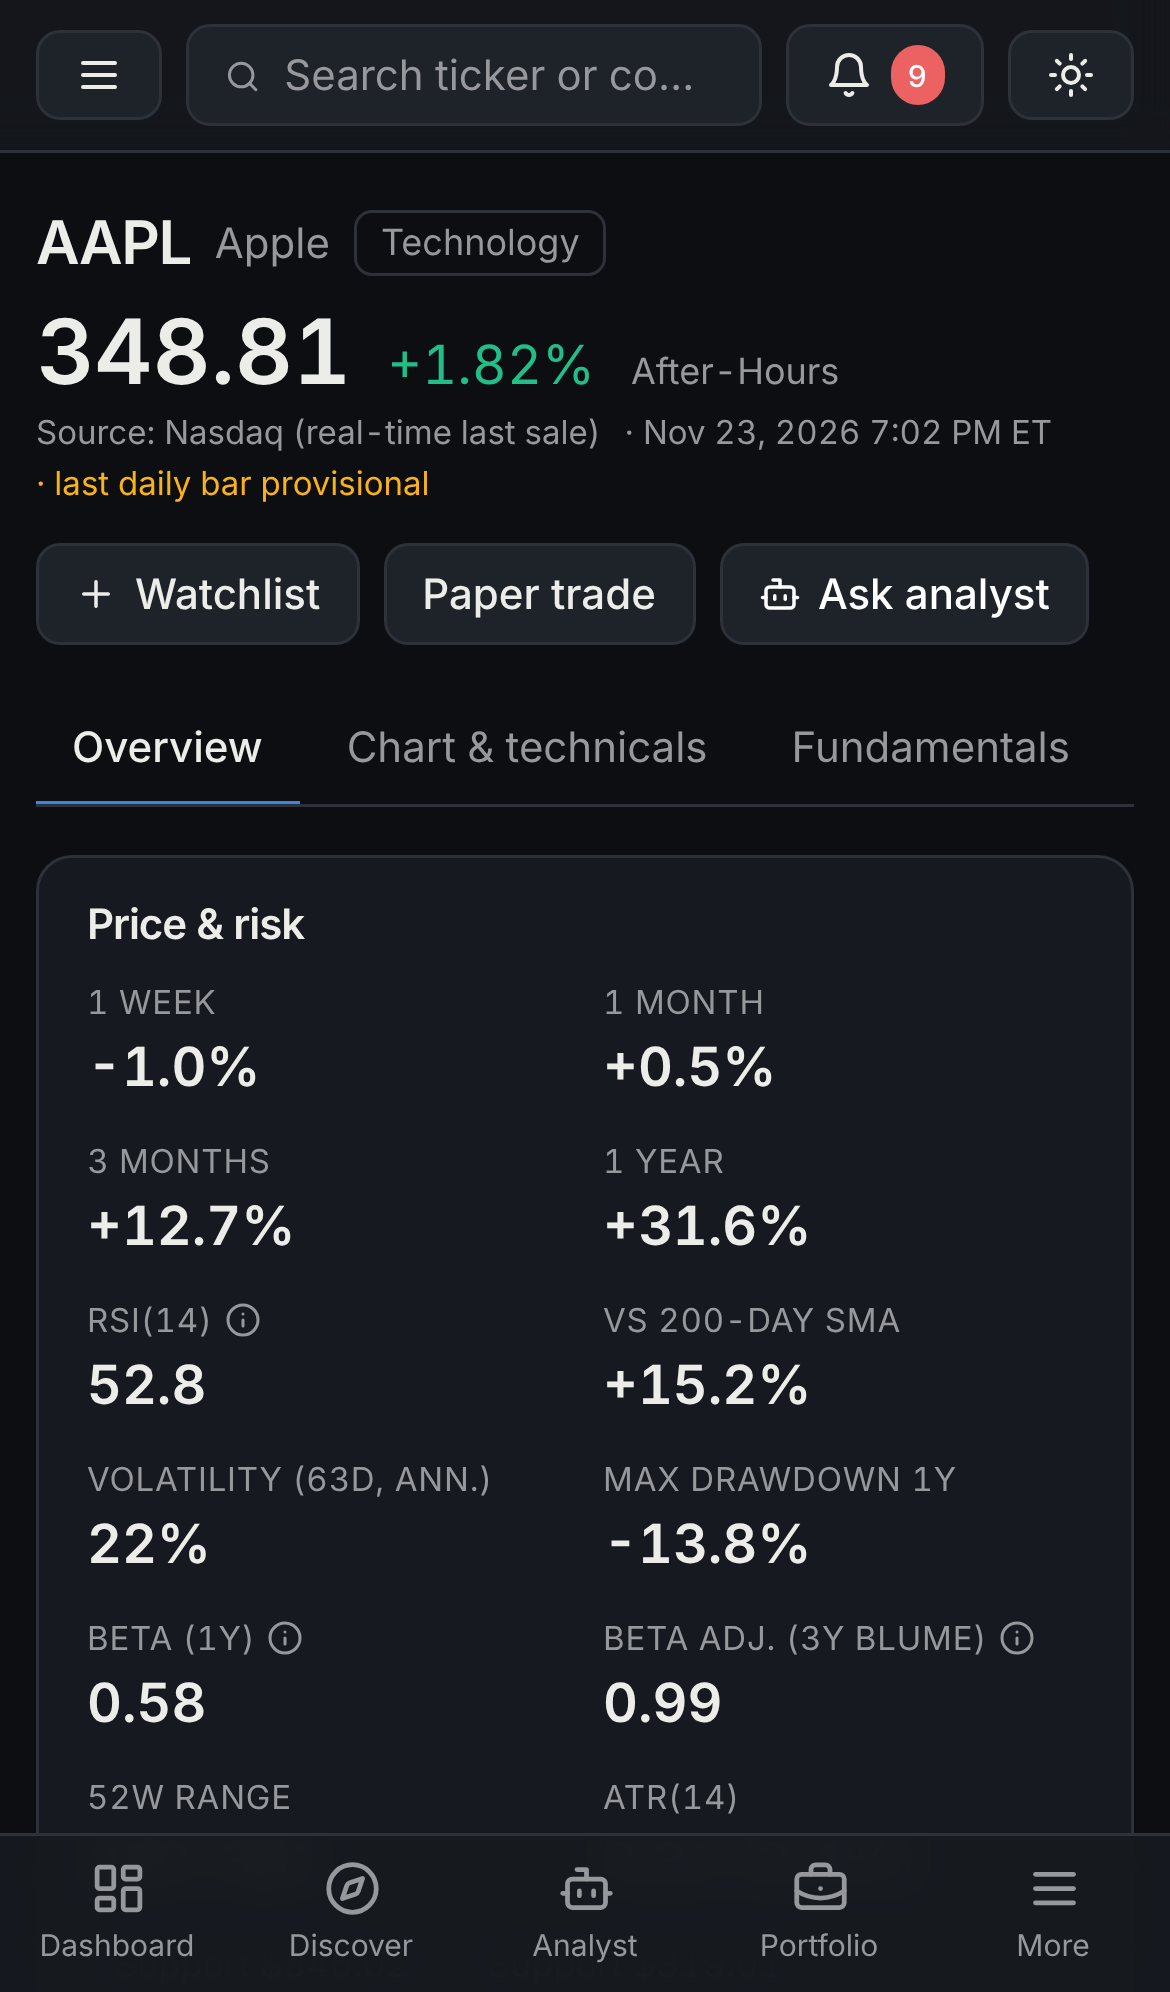 Search ticker or co...
9
AAPL Apple Technology
348.81 +1.82% After-Hours
Source: Nasdaq (real-time last sale) · Nov 23, 2026 7:02 PM ET
· last daily bar provisional
+ Watchlist Paper trade Ask analyst
Overview Chart & technicals Fundamentals
Price & risk
1 WEEK 1 MONTH
-1.0% +0.5%
3 MONTHS 1 YEAR
+12.7% +31.6%
RSI(14) VS 200-DAY SMA
52.8 +15.2%
VOLATILITY (63D, ANN.) MAX DRAWDOWN 1Y
22% -13.8%
BETA (1Y) BETA ADJ. (3Y BLUME)
0.58 0.99
52W RANGE ATR(14)
Dashboard Discover Analyst Portfolio More